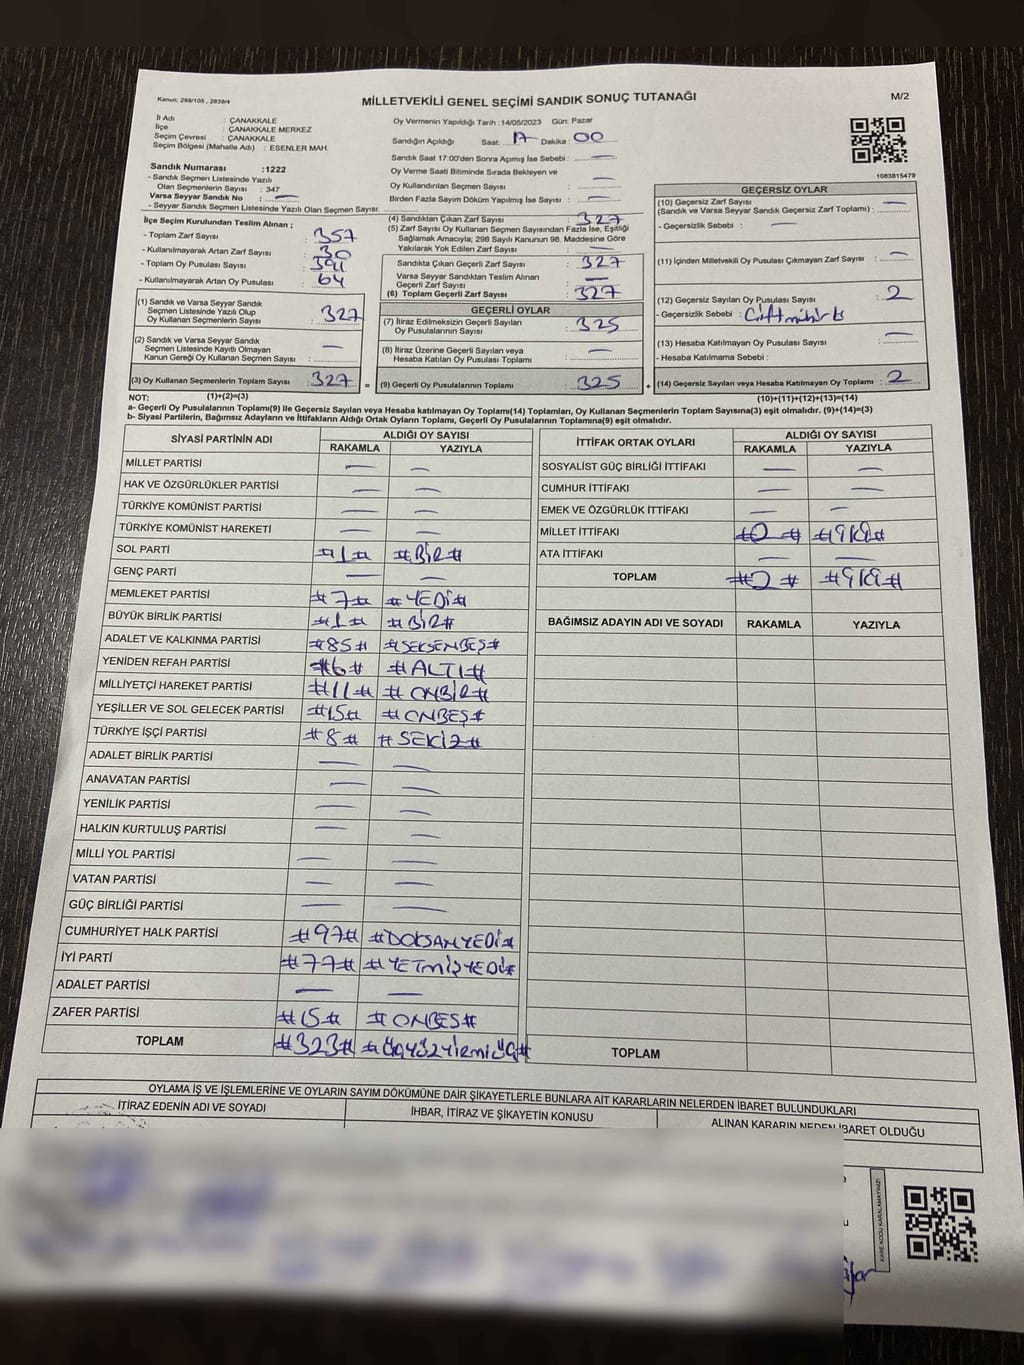 Kanun: 298/105 , 2839/4
MİLLETVEKİLİ GENEL SEÇİMİ SANDIK SONUÇ TUTANAĞI
M/2
İl Adı : ÇANAKKALE
İlçe : ÇANAKKALE MERKEZ
Seçim Çevresi : ÇANAKKALE
Seçim Bölgesi (Mahalle Adı) : ESENLER MAH.
Sandık Numarası :1222
- Sandık Seçmen Listesinde Yazılı
Olan Seçmenlerin Sayısı : 347
Varsa Seyyar Sandık No : —
- Seyyar Sandık Seçmen Listesinde Yazılı Olan Seçmen Sayısı:
İlçe Seçim Kurulundan Teslim Alınan ;
- Toplam Zarf Sayısı : 357
- Kullanılmayarak Artan Zarf Sayısı : 30
- Toplam Oy Pusulası Sayısı : 391
- Kullanılmayarak Artan Oy Pusulası : 64
(1) Sandık ve Varsa Seyyar Sandık
Seçmen Listesinde Yazılı Olup
Oy Kullanan Seçmenlerin Sayısı : 327
(2) Sandık ve Varsa Seyyar Sandık
Seçmen Listesinde Kayıtlı Olmayan
Kanun Gereği Oy Kullanan Seçmen Sayısı : —
(3) Oy Kullanan Seçmenlerin Toplam Sayısı : 327 =
Oy Vermenin Yapıldığı Tarih :14/05/2023 Gün: Pazar
Sandığın Açıldığı Saat: 17 Dakika : 00
Sandık Saat 17:00'den Sonra Açılmış İse Sebebi : —
Oy Verme Saati Bitiminde Sırada Bekleyen ve
Oy Kullandırılan Seçmen Sayısı : —
Birden Fazla Sayım Döküm Yapılmış İse Sayısı : —
(4) Sandıktan Çıkan Zarf Sayısı : 327
(5) Zarf Sayısı Oy Kullanan Seçmen Sayısından Fazla İse, Eşitliği
Sağlamak Amacıyla; 298 Sayılı Kanunun 98. Maddesine Göre
Yakılarak Yok Edilen Zarf Sayısı : —
Sandıkta Çıkan Geçerli Zarf Sayısı : 327
Varsa Seyyar Sandıktan Teslim Alınan
Geçerli Zarf Sayısı : —
(6) Toplam Geçerli Zarf Sayısı : 327
GEÇERLİ OYLAR
(7) İtiraz Edilmeksizin Geçerli Sayılan
Oy Pusulalarının Sayısı : 325
(8) İtiraz Üzerine Geçerli Sayılan veya
Hesaba Katılan Oy Pusulası Toplamı : —
(9) Geçerli Oy Pusulalarının Toplamı : 325 +
1083815479
GEÇERSİZ OYLAR
(10) Geçersiz Zarf Sayısı
(Sandık ve Varsa Seyyar Sandık Geçersiz Zarf Toplamı) : —
- Geçersizlik Sebebi : —
(11) İçinden Milletvekili Oy Pusulası Çıkmayan Zarf Sayısı : —
(12) Geçersiz Sayılan Oy Pusulası Sayısı : 2
- Geçersizlik Sebebi : Çift mühür
(13) Hesaba Katılmayan Oy Pusulası Sayısı : —
- Hesaba Katılmama Sebebi :
(14) Geçersiz Sayılan veya Hesaba Katılmayan Oy Toplamı : 2
NOT: (1)+(2)=(3) (10)+(11)+(12)+(13)=(14)
a- Geçerli Oy Pusulalarının Toplamı(9) ile Geçersiz Sayılan veya Hesaba katılmayan Oy Toplamı(14) Toplamları, Oy Kullanan Seçmenlerin Toplam Sayısına(3) eşit olmalıdır. (9)+(14)=(3)
b- Siyasi Partilerin, Bağımsız Adayların ve İttifakların Aldığı Ortak Oyların Toplamı, Geçerli Oy Pusulalarının Toplamına(9) eşit olmalıdır.
SİYASİ PARTİNİN ADI ALDIĞI OY SAYISI
RAKAMLA YAZIYLA
MİLLET PARTİSİ — —
HAK VE ÖZGÜRLÜKLER PARTİSİ — —
TÜRKİYE KOMÜNİST PARTİSİ — —
TÜRKİYE KOMÜNİST HAREKETİ — —
SOL PARTİ #1# #BİR#
GENÇ PARTİ — —
MEMLEKET PARTİSİ #7# #YEDİ#
BÜYÜK BİRLİK PARTİSİ #1# #BİR#
ADALET VE KALKINMA PARTİSİ #85# #SEKSENBEŞ#
YENİDEN REFAH PARTİSİ #6# #ALTI#
MİLLİYETÇİ HAREKET PARTİSİ #11# #ONBİR#
YEŞİLLER VE SOL GELECEK PARTİSİ #15# #ONBEŞ#
TÜRKİYE İŞÇİ PARTİSİ #8# #SEKİZ#
ADALET BİRLİK PARTİSİ — —
ANAVATAN PARTİSİ — —
YENİLİK PARTİSİ — —
HALKIN KURTULUŞ PARTİSİ — —
MİLLİ YOL PARTİSİ — —
VATAN PARTİSİ — —
GÜÇ BİRLİĞİ PARTİSİ — —
CUMHURİYET HALK PARTİSİ #97# #DOKSANYEDİ#
İYİ PARTİ #77# #YETMİŞYEDİ#
ADALET PARTİSİ — —
ZAFER PARTİSİ #15# #ONBEŞ#
TOPLAM #323# #üçyüzyirmiüç#
İTTİFAK ORTAK OYLARI ALDIĞI OY SAYISI
RAKAMLA YAZIYLA
SOSYALİST GÜÇ BİRLİĞİ İTTİFAKI — —
CUMHUR İTTİFAKI — —
EMEK VE ÖZGÜRLÜK İTTİFAKI — —
MİLLET İTTİFAKI #2# #iki#
ATA İTTİFAKI — —
TOPLAM #2# #iki#
BAĞIMSIZ ADAYIN ADI VE SOYADI RAKAMLA YAZIYLA
TOPLAM
OYLAMA İŞ VE İŞLEMLERİNE VE OYLARIN SAYIM DÖKÜMÜNE DAİR ŞİKAYETLERLE BUNLARA AİT KARARLARIN NELERDEN İBARET BULUNDUKLARI
İTİRAZ EDENİN ADI VE SOYADI İHBAR, İTİRAZ VE ŞİKAYETİN KONUSU ALINAN KARARIN NEDEN İBARET OLDUĞU
KARE KODU KARALAMAYINIZ!